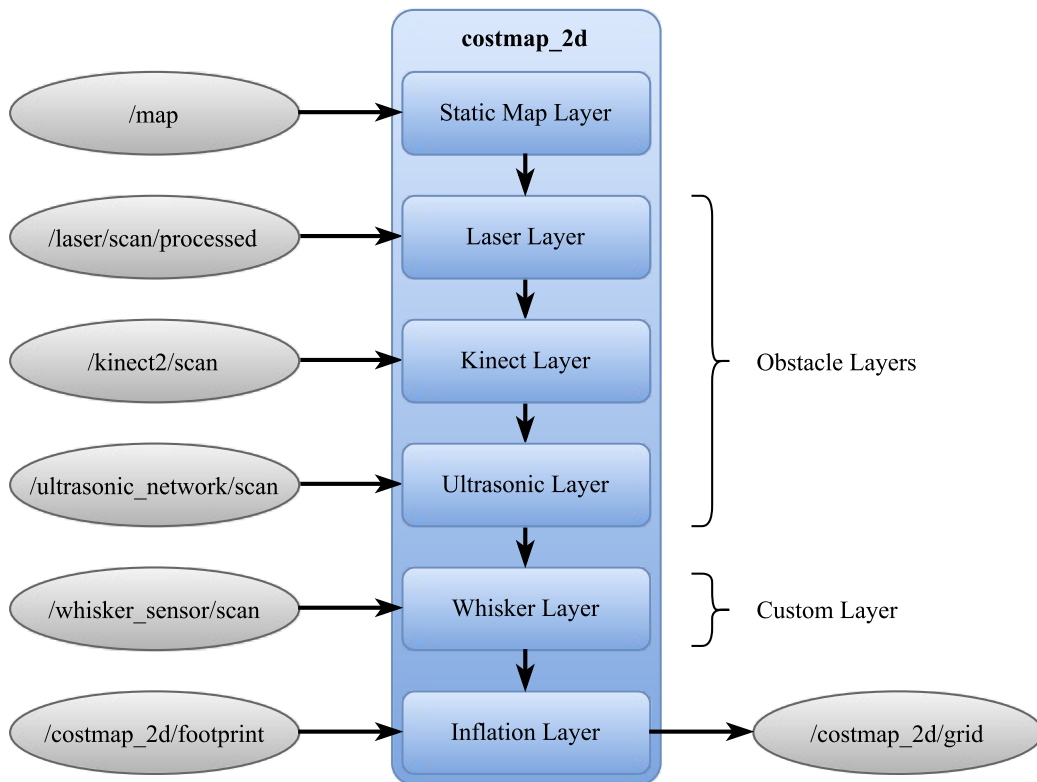 costmap_2d
/map
Static Map Layer
/laser/scan/processed
Laser Layer
/kinect2/scan
Kinect Layer
Obstacle Layers
/ultrasonic_network/scan
Ultrasonic Layer
/whisker_sensor/scan
Whisker Layer
Custom Layer
/costmap_2d/footprint
Inflation Layer
/costmap_2d/grid